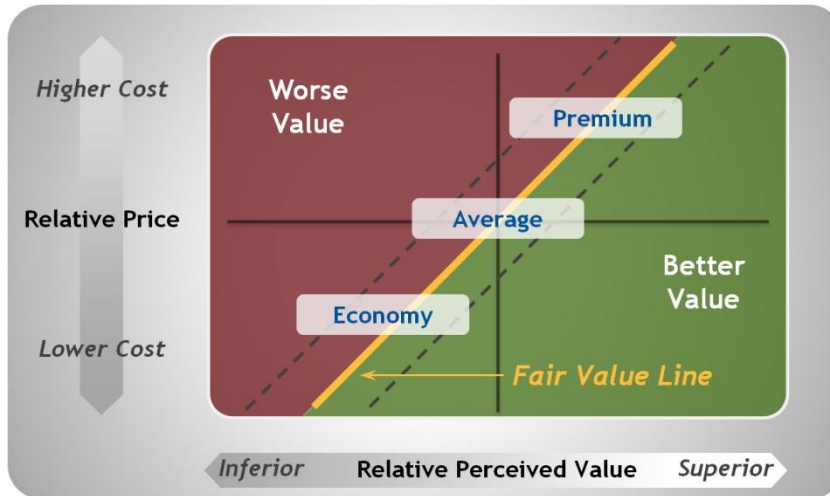 Higher Cost
Relative Price
Lower Cost
Worse
Value
Premium
Average
Economy
Better
Value
Fair Value Line
Inferior Relative Perceived Value Superior